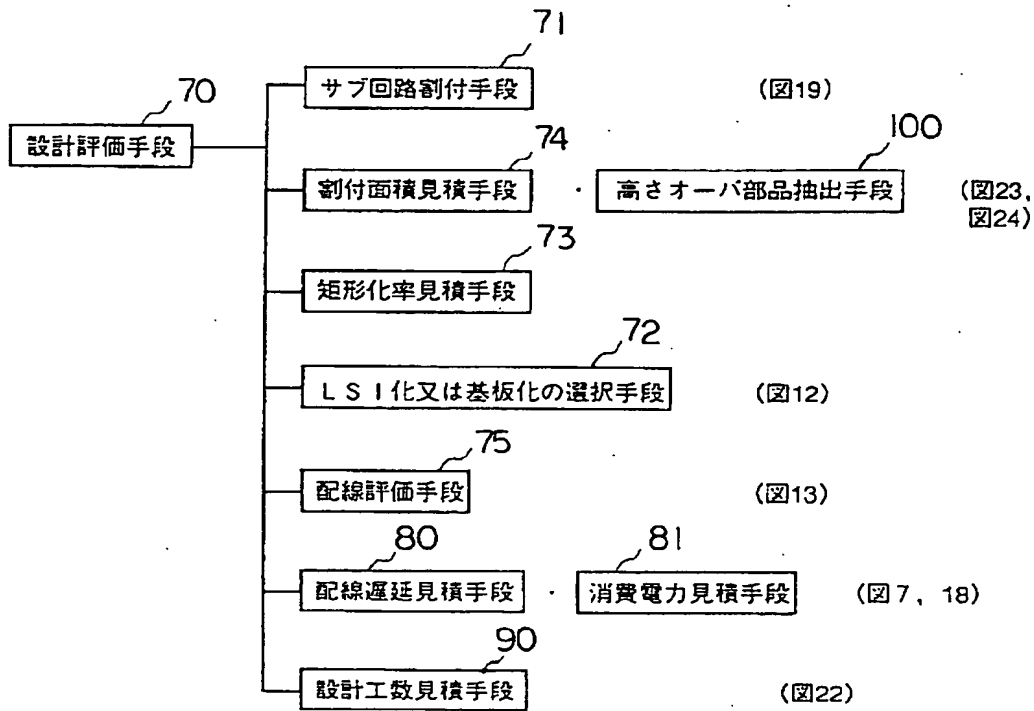 71
サブ回路割付手段 (図19)
70
設計評価手段
74
100
割付面積見積手段 ・ 高さオーバ部品抽出手段 (図23,
図24)
73
矩形化率見積手段
72
LSI化又は基板化の選択手段 (図12)
75
配線評価手段 (図13)
80
81
配線遅延見積手段 ・ 消費電力見積手段 (図7, 18)
90
設計工数見積手段 (図22)